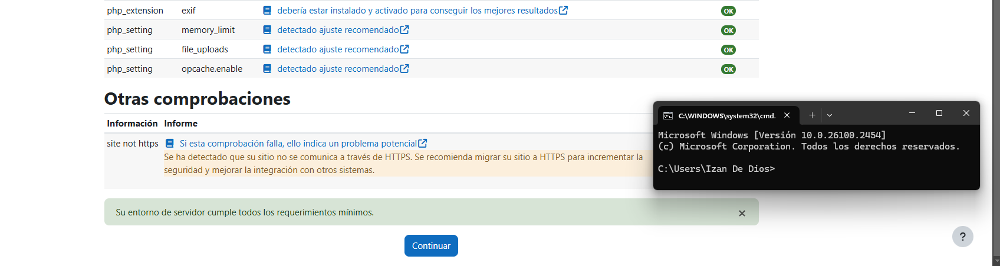 php_extension exif debería estar instalado y activado para conseguir los mejores resultados OK
php_setting memory_limit detectado ajuste recomendado OK
php_setting file_uploads detectado ajuste recomendado OK
php_setting opcache.enable detectado ajuste recomendado OK
Otras comprobaciones
Información Informe
site not https Si esta comprobación falla, ello indica un problema potencial
Se ha detectado que su sitio no se comunica a través de HTTPS. Se recomienda migrar su sitio a HTTPS para incrementar la
seguridad y mejorar la integración con otros sistemas.
Su entorno de servidor cumple todos los requerimientos mínimos.
Continuar
C:\WINDOWS\system32\cmd.
Microsoft Windows [Versión 10.0.26100.2454]
(c) Microsoft Corporation. Todos los derechos reservados.
C:\Users\Izan De Dios>
?